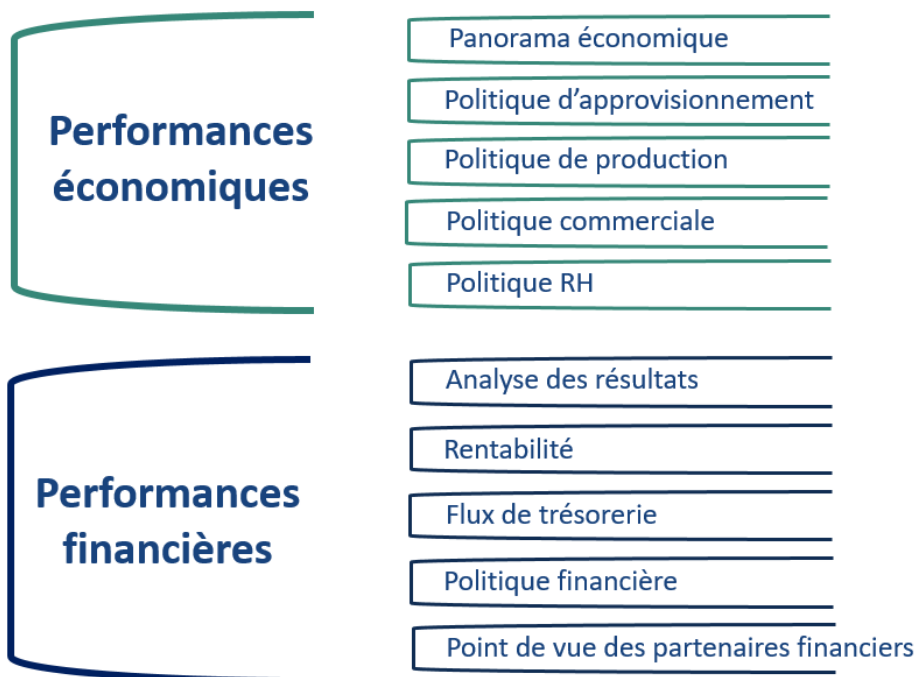 Performances
économiques
Panorama économique
Politique d’approvisionnement
Politique de production
Politique commerciale
Politique RH
Performances
financières
Analyse des résultats
Rentabilité
Flux de trésorerie
Politique financière
Point de vue des partenaires financiers